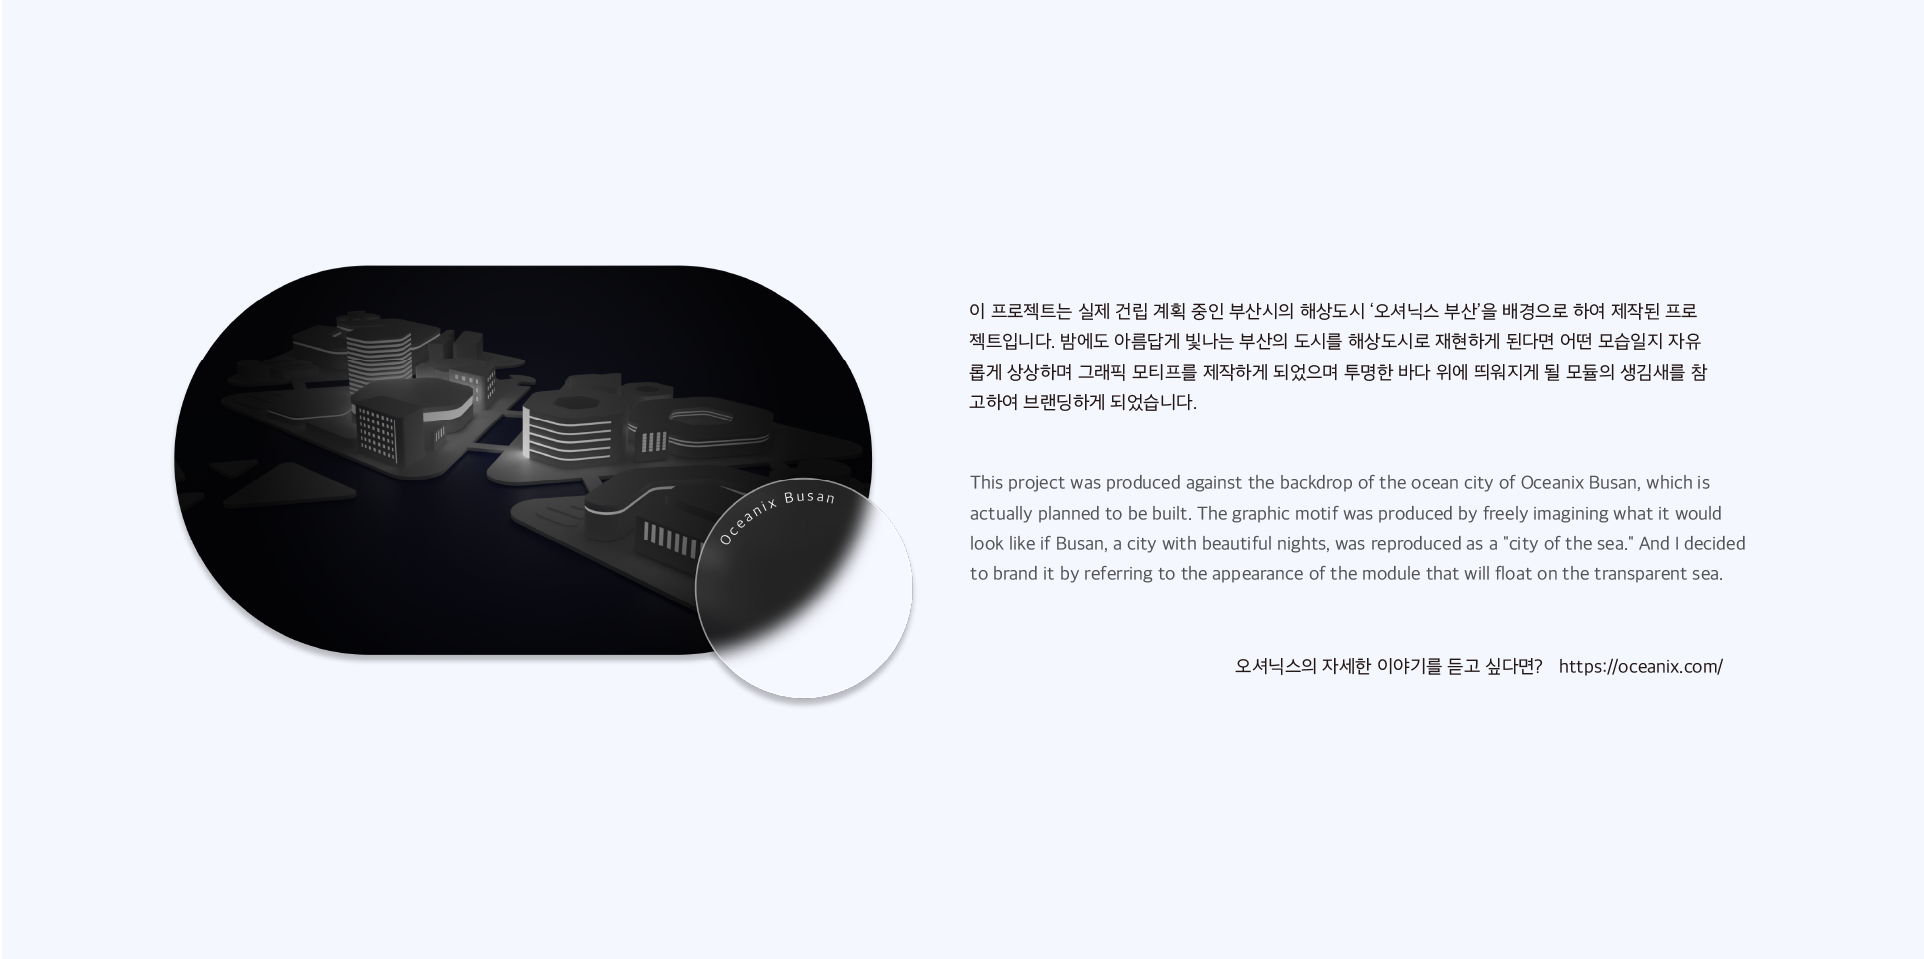 Oceanix Busan
이 프로젝트는 실제 건립 계획 중인 부산시의 해상도시 ‘오셔닉스 부산’을 배경으로 하여 제작된 프로
젝트입니다. 밤에도 아름답게 빛나는 부산의 도시를 해상도시로 재현하게 된다면 어떤 모습일지 자유
롭게 상상하며 그래픽 모티프를 제작하게 되었으며 투명한 바다 위에 띄워지게 될 모듈의 생김새를 참
고하여 브랜딩하게 되었습니다.
This project was produced against the backdrop of the ocean city of Oceanix Busan, which is
actually planned to be built. The graphic motif was produced by freely imagining what it would
look like if Busan, a city with beautiful nights, was reproduced as a "city of the sea." And I decided
to brand it by referring to the appearance of the module that will float on the transparent sea.
오셔닉스의 자세한 이야기를 듣고 싶다면? https://oceanix.com/